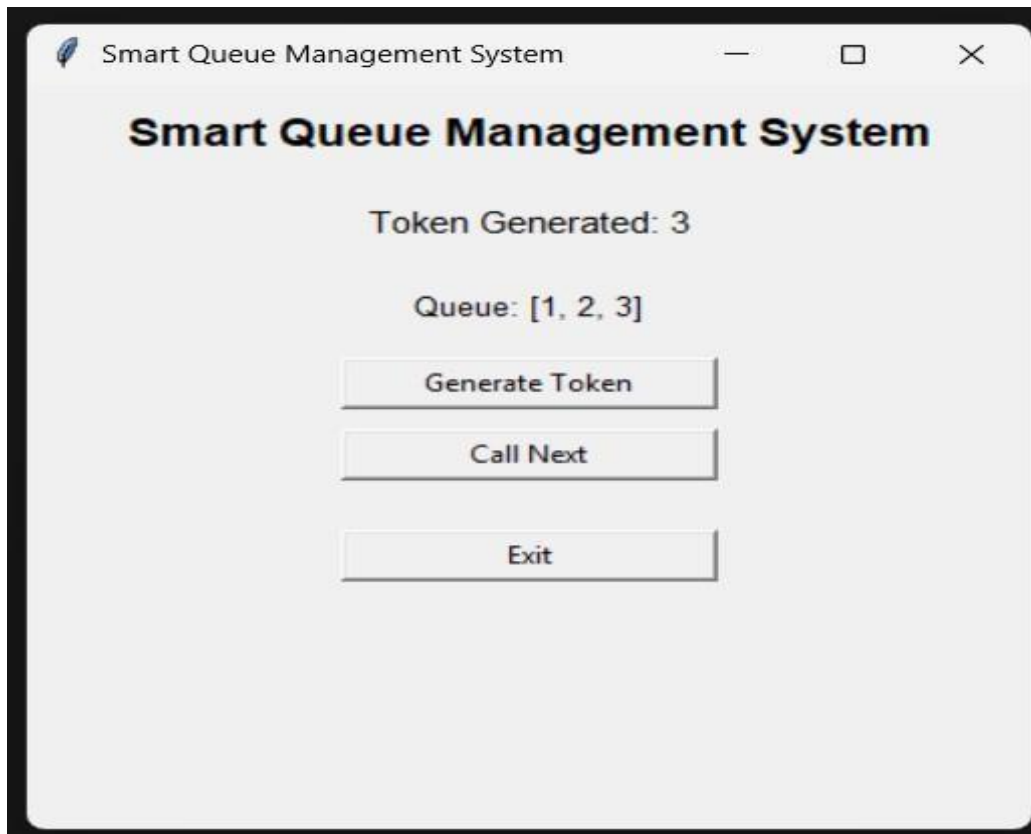 Smart Queue Management System
Smart Queue Management System
Token Generated: 3
Queue: [1, 2, 3]
Generate Token
Call Next
Exit